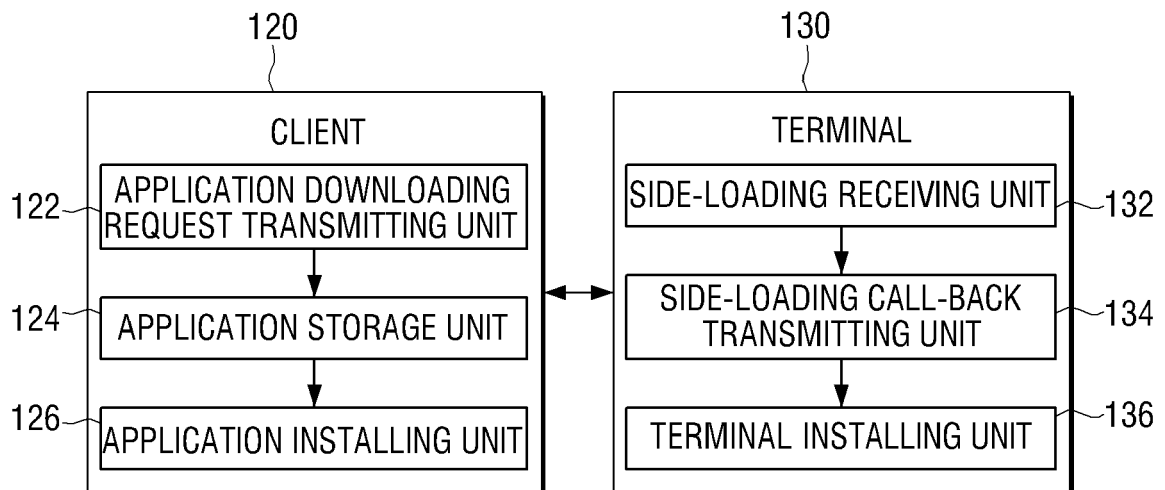 120
130
CLIENT
TERMINAL
122
APPLICATION DOWNLOADING
REQUEST TRANSMITTING UNIT
SIDE-LOADING RECEIVING UNIT
132
124
APPLICATION STORAGE UNIT
SIDE-LOADING CALL-BACK
TRANSMITTING UNIT
134
126
APPLICATION INSTALLING UNIT
TERMINAL INSTALLING UNIT
136